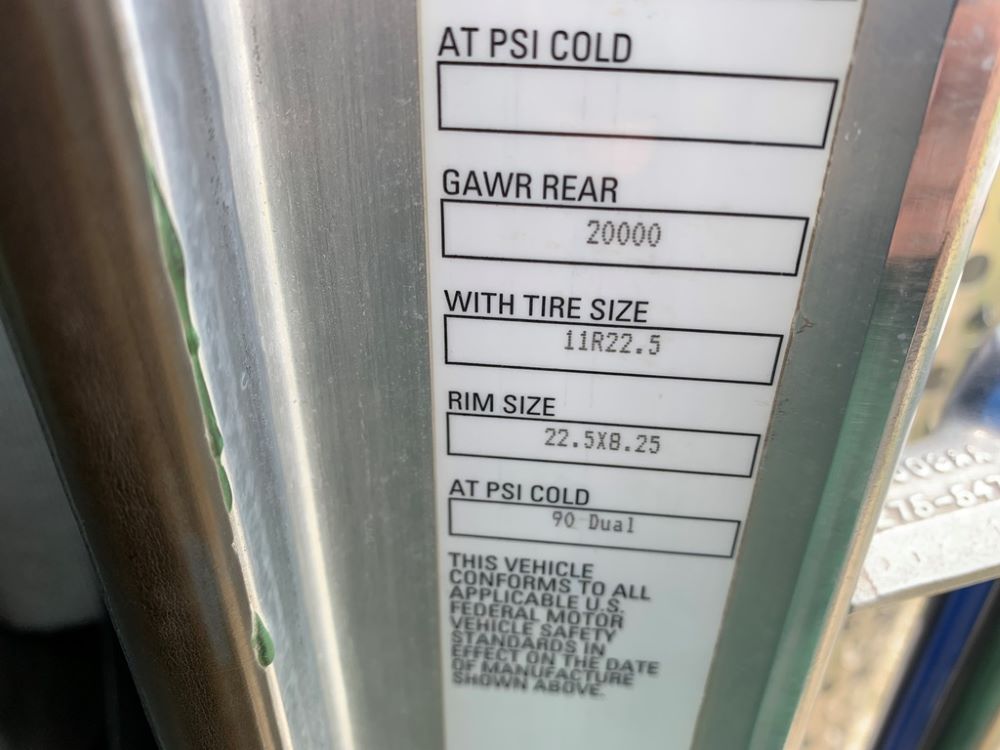 AT PSI COLD
GAWR REAR
20000
WITH TIRE SIZE
11R22.5
RIM SIZE
22.5X8.25
AT PSI COLD
90 Dual
THIS VEHICLE
CONFORMS TO ALL
APPLICABLE U.S.
FEDERAL MOTOR
VEHICLE SAFETY
STANDARDS IN
EFFECT ON THE DATE
OF MANUFACTURE
SHOWN ABOVE.